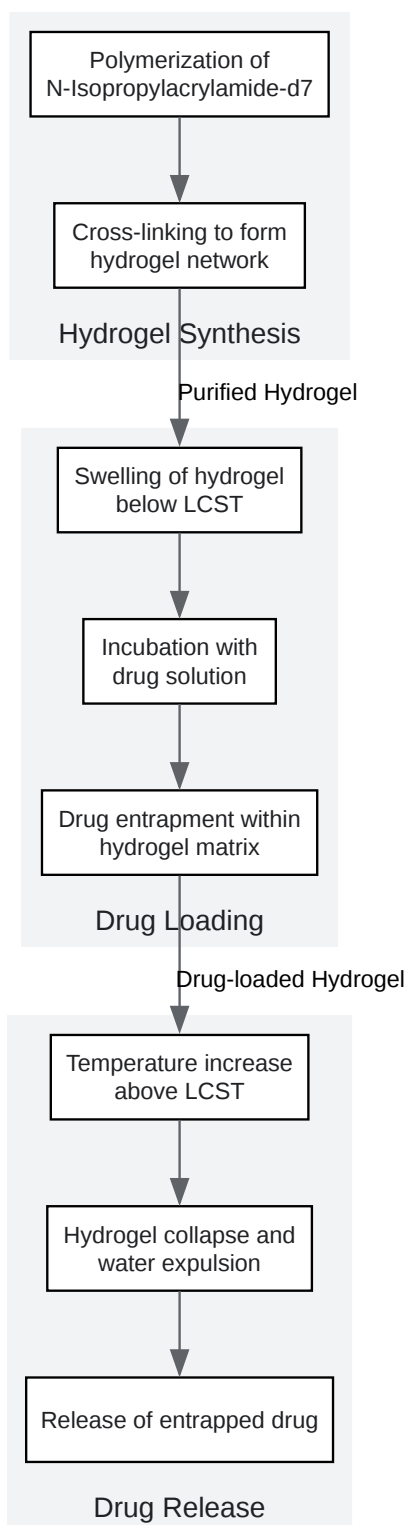 Polymerization of
N-Isopropylacrylamide-d7
Cross-linking to form
hydrogel network
Hydrogel Synthesis
Purified Hydrogel
Swelling of hydrogel
below LCST
Incubation with
drug solution
Drug entrapment within
hydrogel matrix
Drug Loading
Drug-loaded Hydrogel
Temperature increase
above LCST
Hydrogel collapse and
water expulsion
Release of entrapped drug
Drug Release